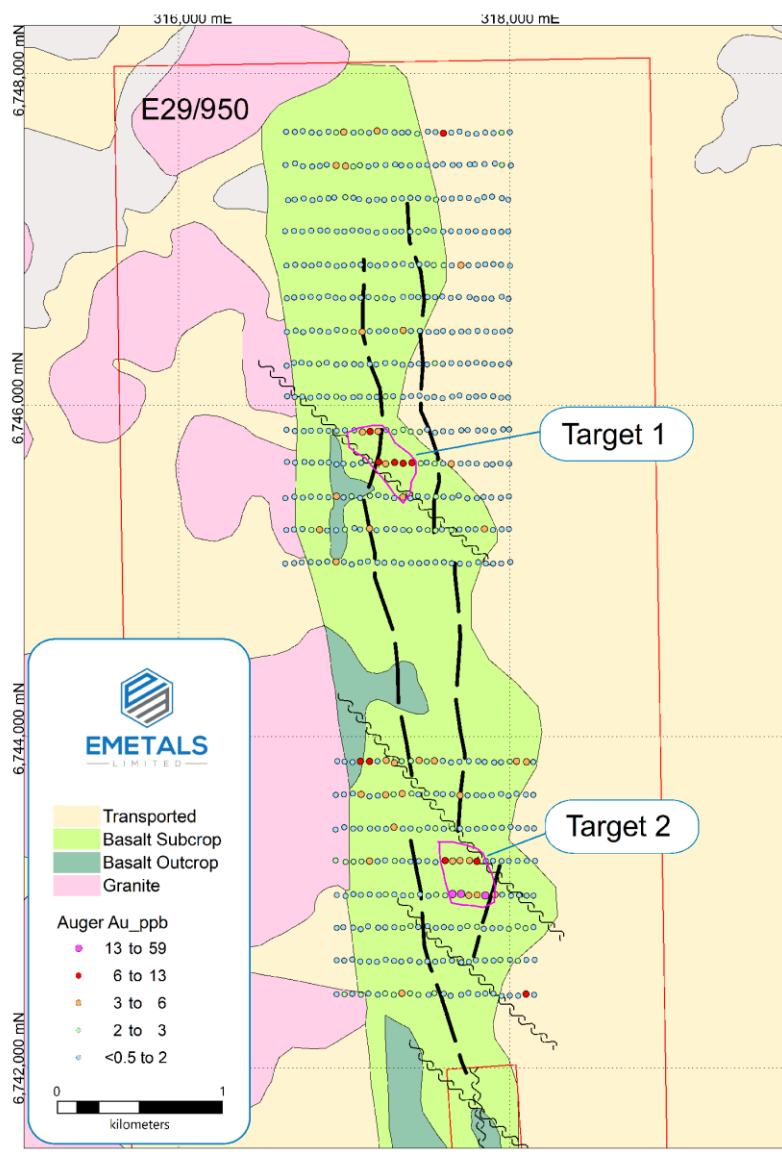 316,000 mE
318,000 mE
6,748,000 mN
E29/950
6,746,000 mN
Target 1
6,744,000 mN
Target 2
6,742,000 mN
EMETALS
LIMITED
Transported
Basalt Subcrop
Basalt Outcrop
Granite
Auger Au_ppb
13 to 59
6 to 13
3 to 6
2 to 3
<0.5 to 2
0 1
kilometers